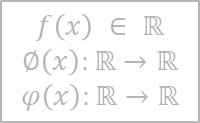 f(x) ∈ ℝ
∅(x): ℝ → ℝ
φ(x): ℝ → ℝ